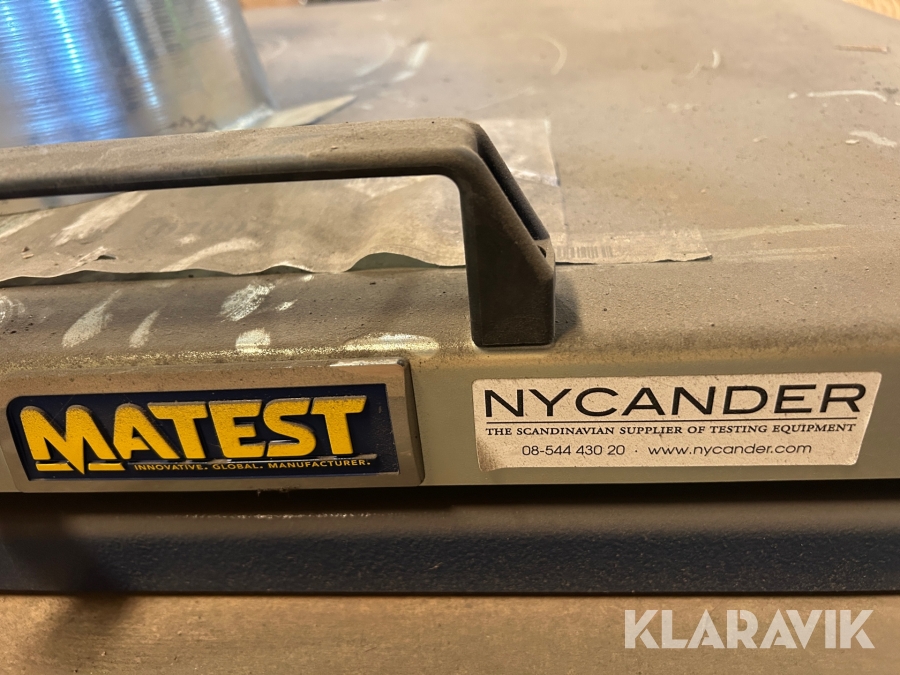 MATEST
INNOVATIVE. GLOBAL. MANUFACTURER.
NYCANDER
THE SCANDINAVIAN SUPPLIER OF TESTING EQUIPMENT
08-544 430 20 · www.nycander.com
KLARAVIK